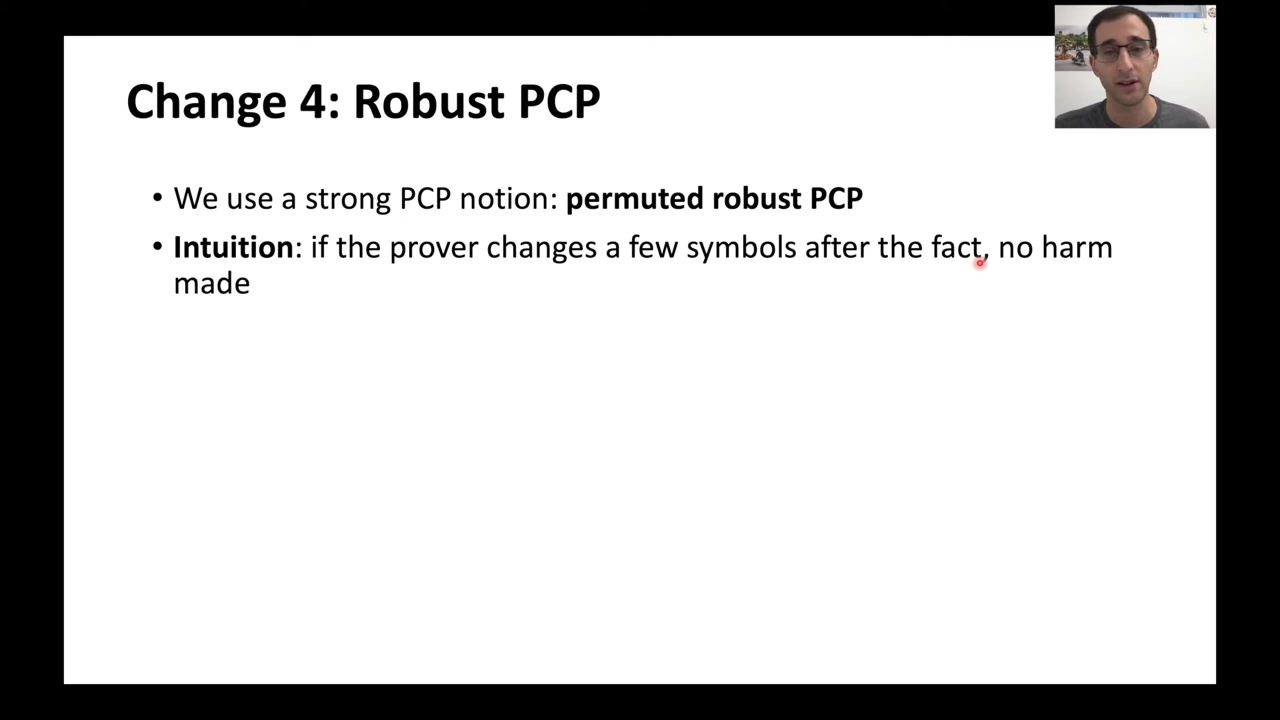 Change 4: Robust PCP
• We use a strong PCP notion: permuted robust PCP
• Intuition: if the prover changes a few symbols after the fact, no harm
made